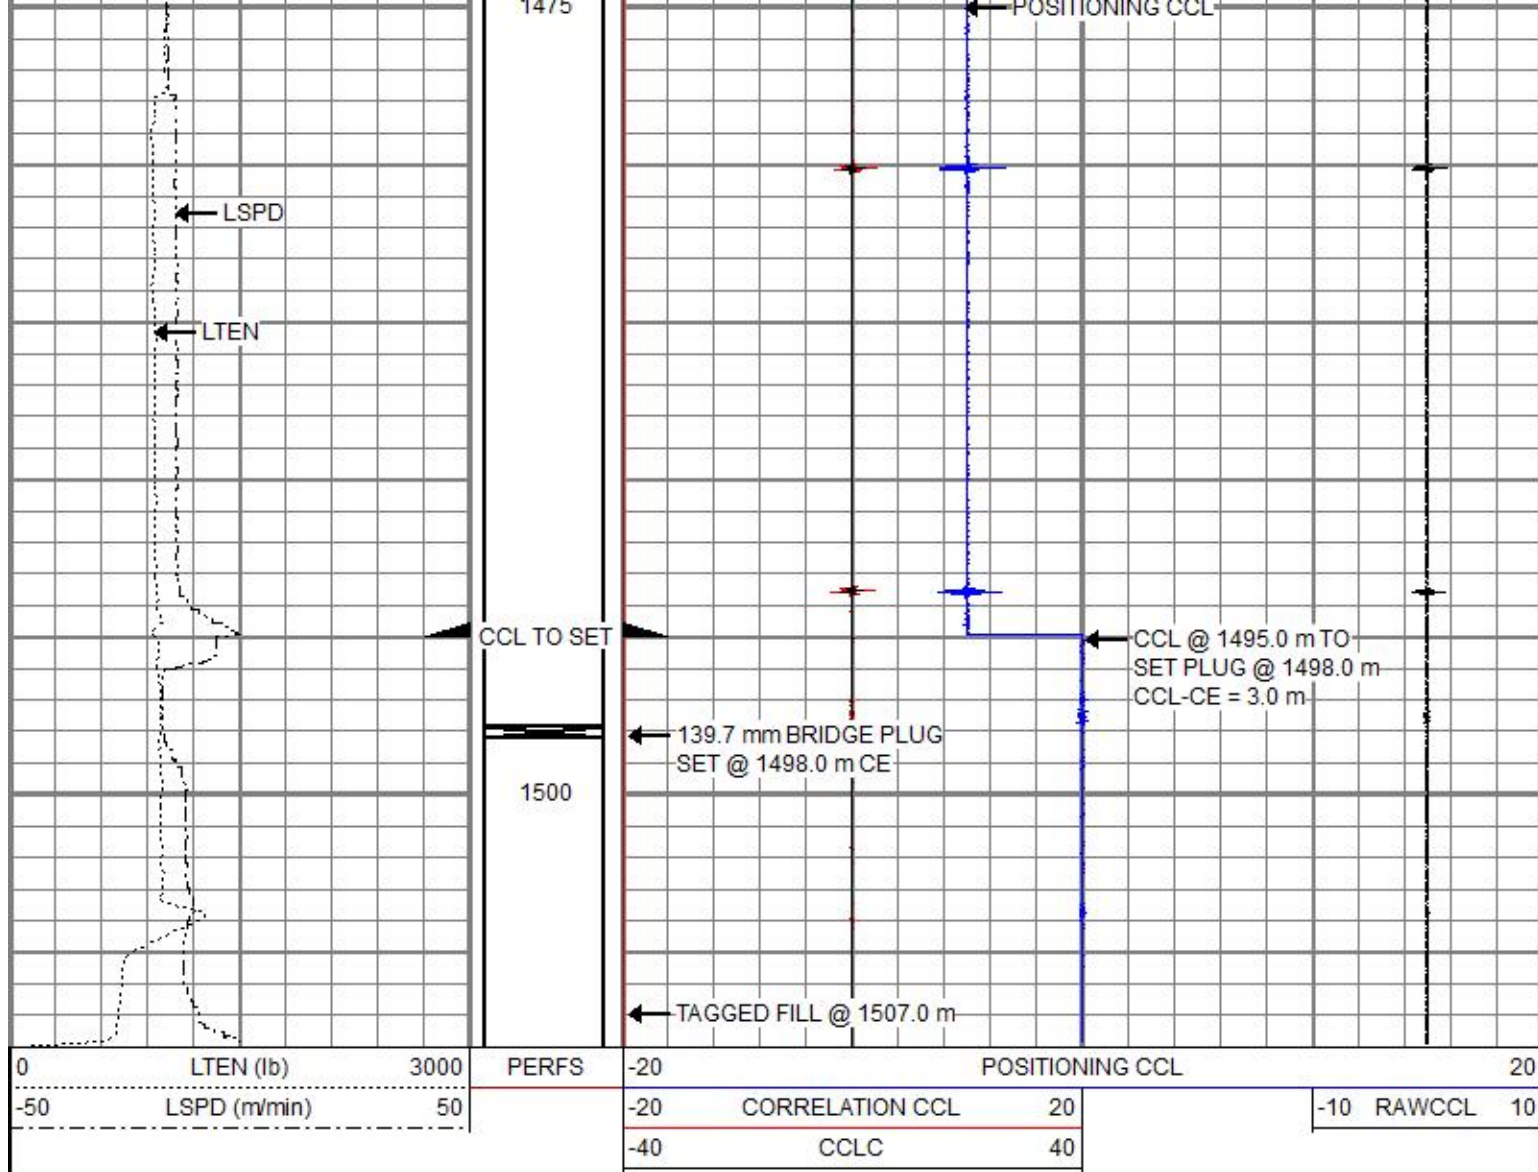 1475
POSITIONING CCL
LSPD
LTEN
CCL TO SET
CCL @ 1495.0 m TO
SET PLUG @ 1498.0 m
CCL-CE = 3.0 m
139.7 mm BRIDGE PLUG
SET @ 1498.0 m CE
1500
TAGGED FILL @ 1507.0 m
0 LTEN (lb) 3000 PERFS -20 POSITIONING CCL 20
-50 LSPD (m/min) 50 -20 CORRELATION CCL 20 -10 RAWCCL 10
-40 CCLC 40